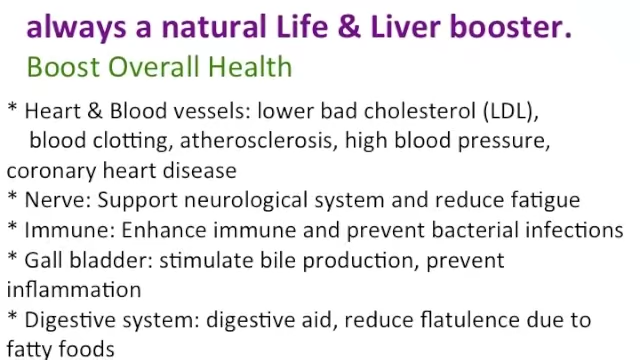 always a natural Life & Liver booster.
Boost Overall Health
* Heart & Blood vessels: lower bad cholesterol (LDL),
blood clotting, atherosclerosis, high blood pressure,
coronary heart disease
* Nerve: Support neurological system and reduce fatigue
* Immune: Enhance immune and prevent bacterial infections
* Gall bladder: stimulate bile production, prevent
inflammation
* Digestive system: digestive aid, reduce flatulence due to
fatty foods